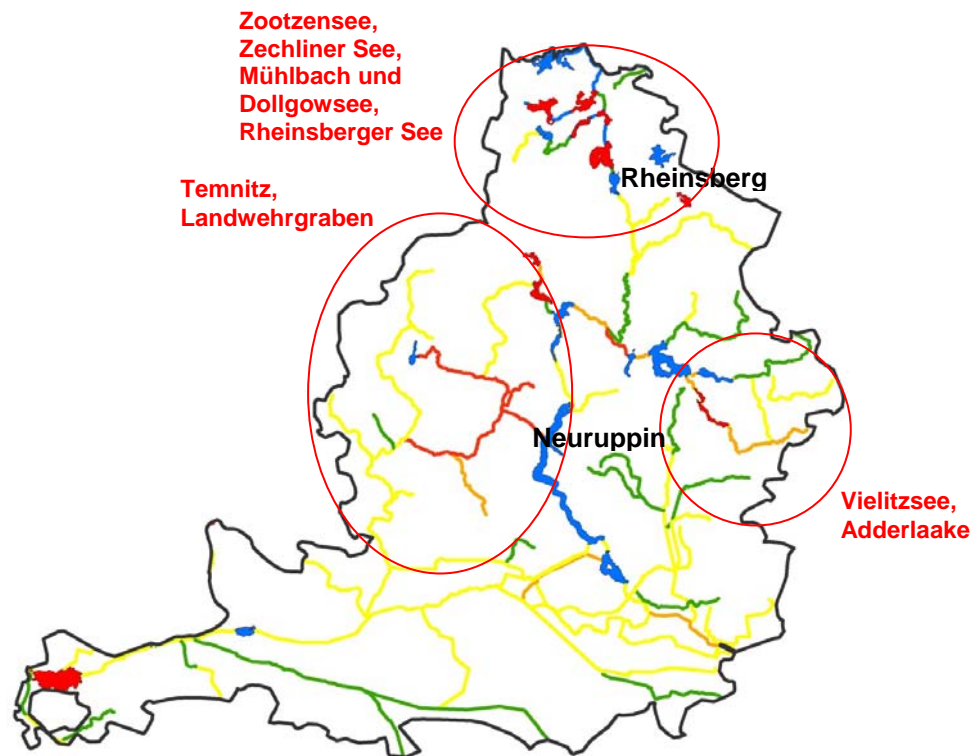 Zootzensee,
Zechliner See,
Mühlbach und
Dollgowsee,
Rheinsberger See
Rheinsberg
Temnitz,
Landwehrgraben
Neuruppin
Vielitzsee,
Adderlaake